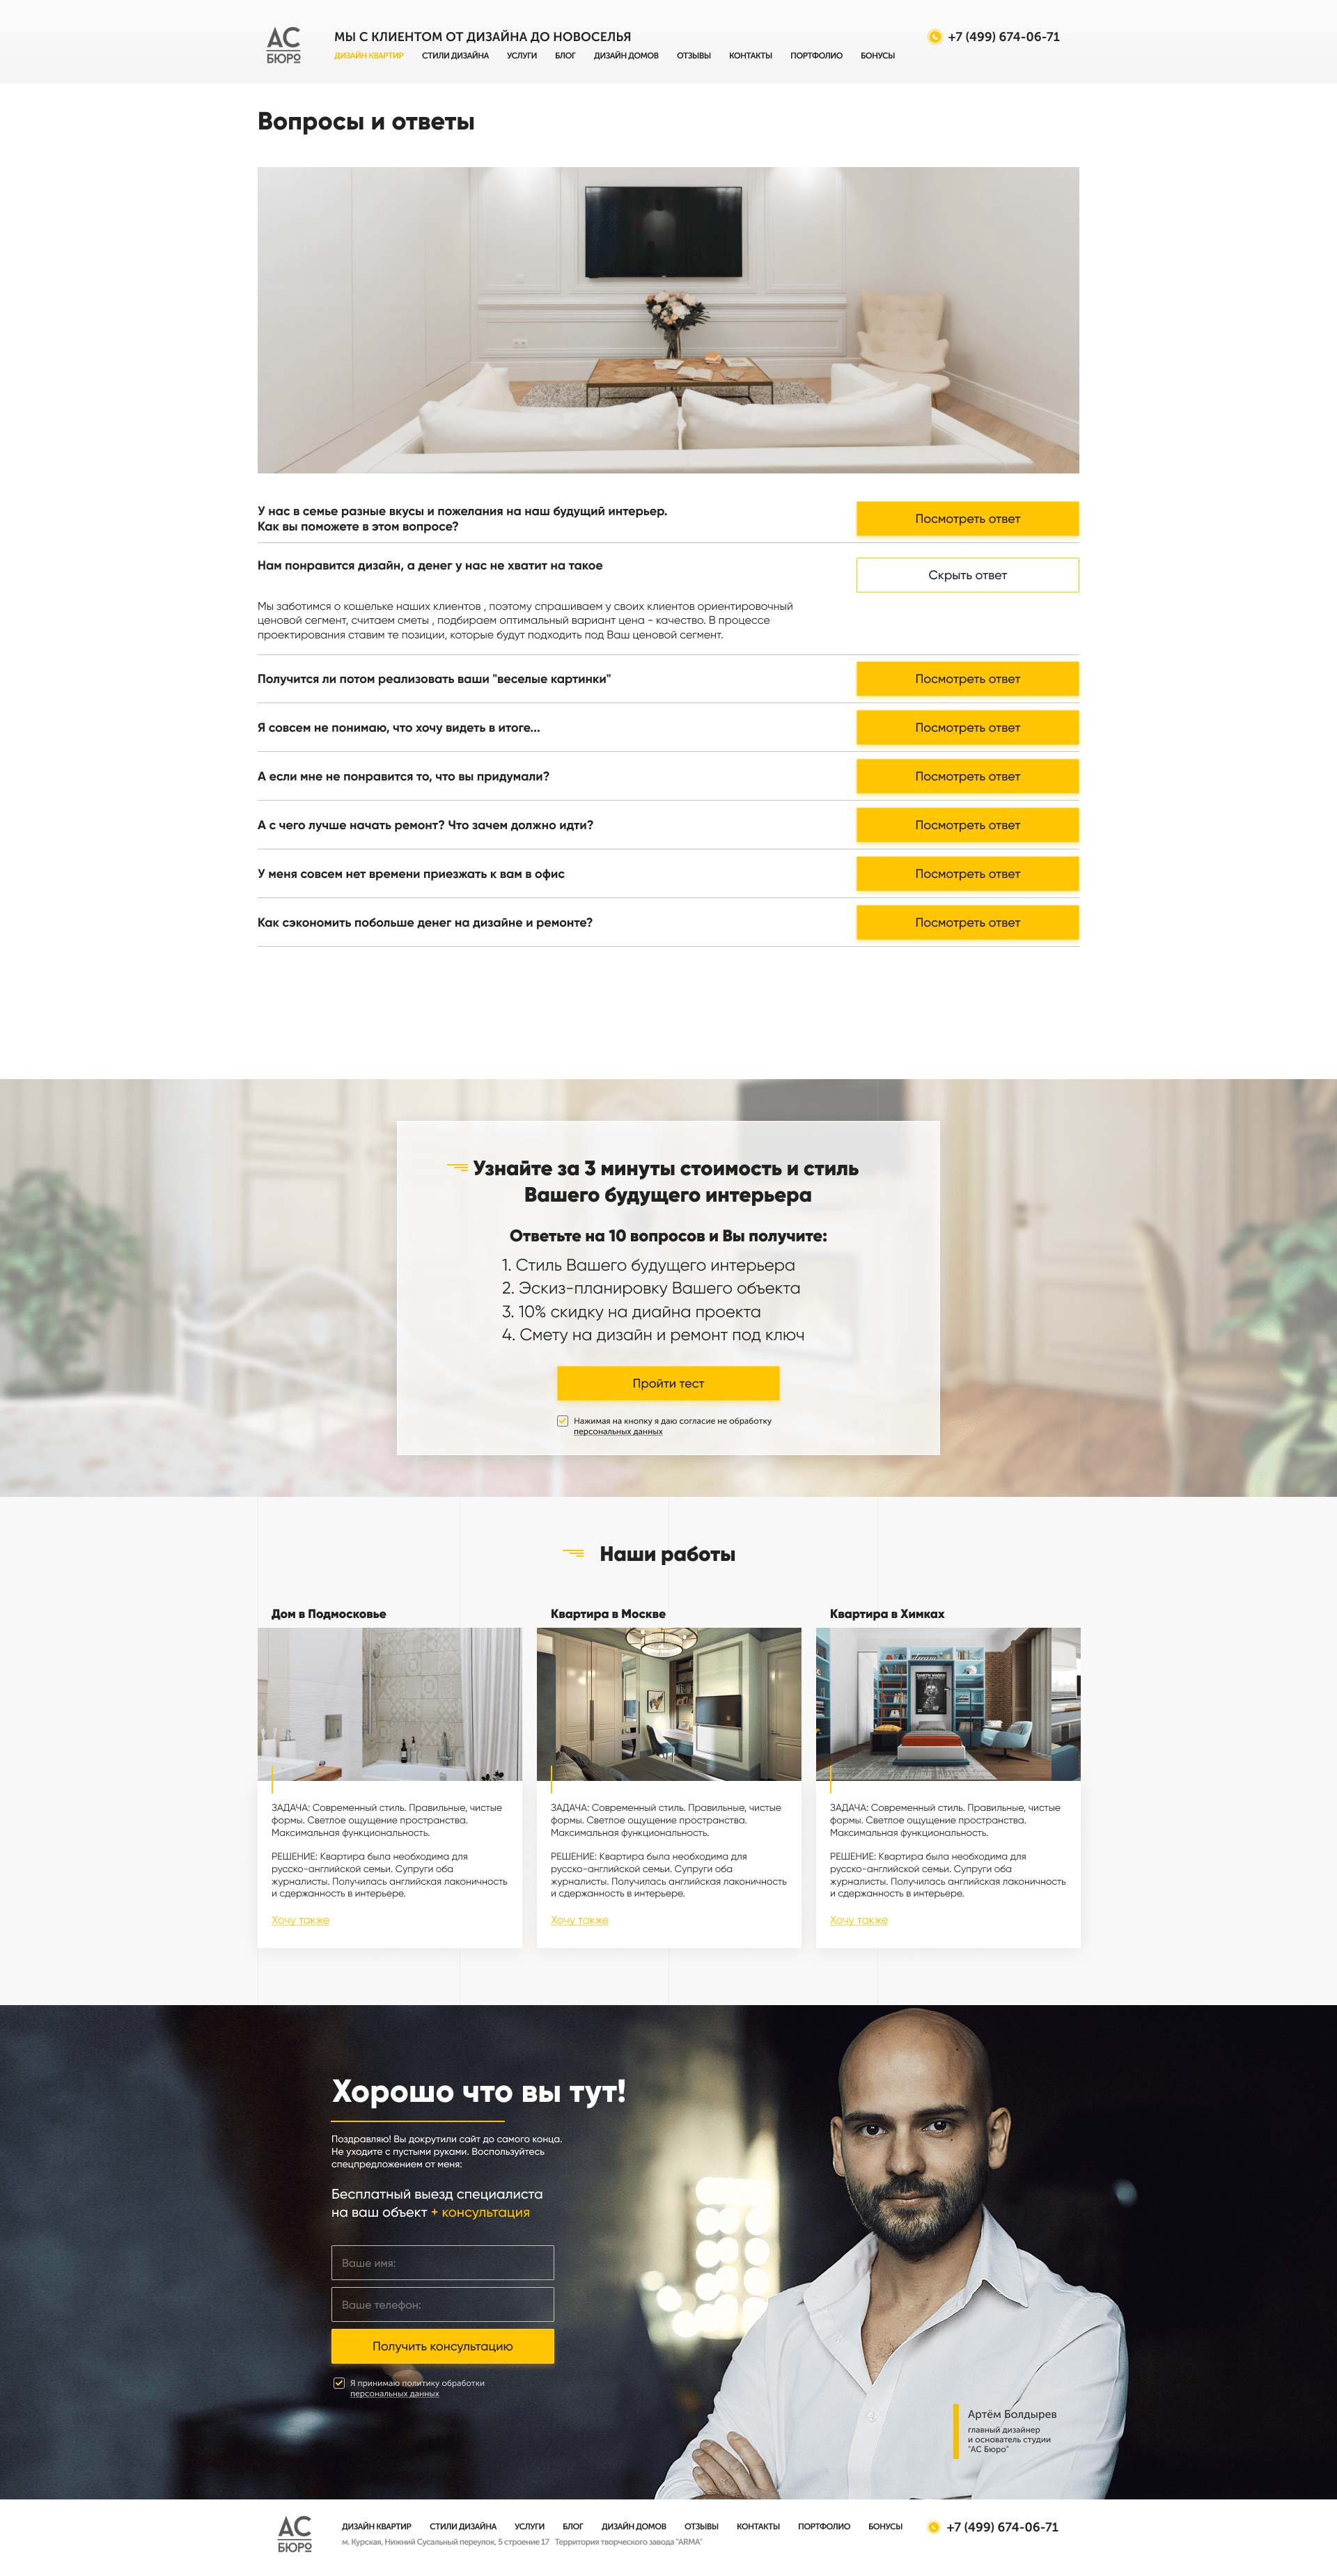 АС
БЮРО
МЫ С КЛИЕНТОМ ОТ ДИЗАЙНА ДО НОВОСЕЛЬЯ
+7 (499) 674-06-71
ДИЗАЙН КВАРТИР СТИЛИ ДИЗАЙНА УСЛУГИ БЛОГ ДИЗАЙН ДОМОВ ОТЗЫВЫ КОНТАКТЫ ПОРТФОЛИО БОНУСЫ
Вопросы и ответы
У нас в семье разные вкусы и пожелания на наш будущий интерьер.
Как вы поможете в этом вопросе?
Посмотреть ответ
Нам понравится дизайн, а денег у нас не хватит на такое
Скрыть ответ
Мы заботимся о кошельке наших клиентов , поэтому спрашиваем у своих клиентов ориентировочный
ценовой сегмент, считаем сметы , подбираем оптимальный вариант цена - качество. В процессе
проектирования ставим те позиции, которые будут подходить под Ваш ценовой сегмент.
Получится ли потом реализовать ваши "веселые картинки"
Посмотреть ответ
Я совсем не понимаю, что хочу видеть в итоге...
Посмотреть ответ
А если мне не понравится то, что вы придумали?
Посмотреть ответ
А с чего лучше начать ремонт? Что зачем должно идти?
Посмотреть ответ
У меня совсем нет времени приезжать к вам в офис
Посмотреть ответ
Как сэкономить побольше денег на дизайне и ремонте?
Посмотреть ответ
Узнайте за 3 минуты стоимость и стиль
Вашего будущего интерьера
Ответьте на 10 вопросов и Вы получите:
1. Стиль Вашего будущего интерьера
2. Эскиз-планировку Вашего объекта
3. 10% скидку на диайна проекта
4. Смету на дизайн и ремонт под ключ
Пройти тест
Нажимая на кнопку я даю согласие не обработку
персональных данных
Наши работы
Дом в Подмосковье
ЗАДАЧА: Современный стиль. Правильные, чистые
формы. Светлое ощущение пространства.
Максимальная функциональность.
РЕШЕНИЕ: Квартира была необходима для
русско-английской семьи. Супруги оба
журналисты. Получилась английская лаконичность
и сдержанность в интерьере.
Хочу также
Квартира в Москве
ЗАДАЧА: Современный стиль. Правильные, чистые
формы. Светлое ощущение пространства.
Максимальная функциональность.
РЕШЕНИЕ: Квартира была необходима для
русско-английской семьи. Супруги оба
журналисты. Получилась английская лаконичность
и сдержанность в интерьере.
Хочу также
Квартира в Химках
dream
ЗАДАЧА: Современный стиль. Правильные, чистые
формы. Светлое ощущение пространства.
Максимальная функциональность.
РЕШЕНИЕ: Квартира была необходима для
русско-английской семьи. Супруги оба
журналисты. Получилась английская лаконичность
и сдержанность в интерьере.
Хочу также
Хорошо что вы тут!
Поздравляю! Вы докрутили сайт до самого конца.
Не уходите с пустыми руками. Воспользуйтесь
спецпредложением от меня:
Бесплатный выезд специалиста
на ваш объект + консультация
Ваше имя:
Ваше телефон:
Получить консультацию
Я принимаю политику обработки
персональных данных
Артём Болдырев
главный дизайнер
и основатель студии
"АС Бюро"
АС
БЮРО
ДИЗАЙН КВАРТИР СТИЛИ ДИЗАЙНА УСЛУГИ БЛОГ ДИЗАЙН ДОМОВ ОТЗЫВЫ КОНТАКТЫ ПОРТФОЛИО БОНУСЫ
+7 (499) 674-06-71
м. Курская, Нижний Сусальный переулок, 5 строение 17 Территория творческого завода "ARMA"